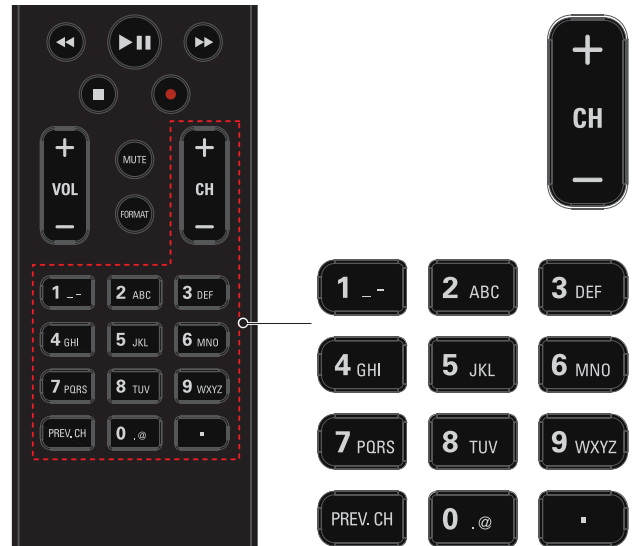 MUTE
VOL
CH
FORMAT
1 _-
2 ABC
3 DEF
4 GHI
5 JKL
6 MNO
7 PQRS
8 TUV
9 WXYZ
PREV. CH
0 .@
.
+
CH
−
1 _-
2 ABC
3 DEF
4 GHI
5 JKL
6 MNO
7 PQRS
8 TUV
9 WXYZ
PREV. CH
0 .@
.